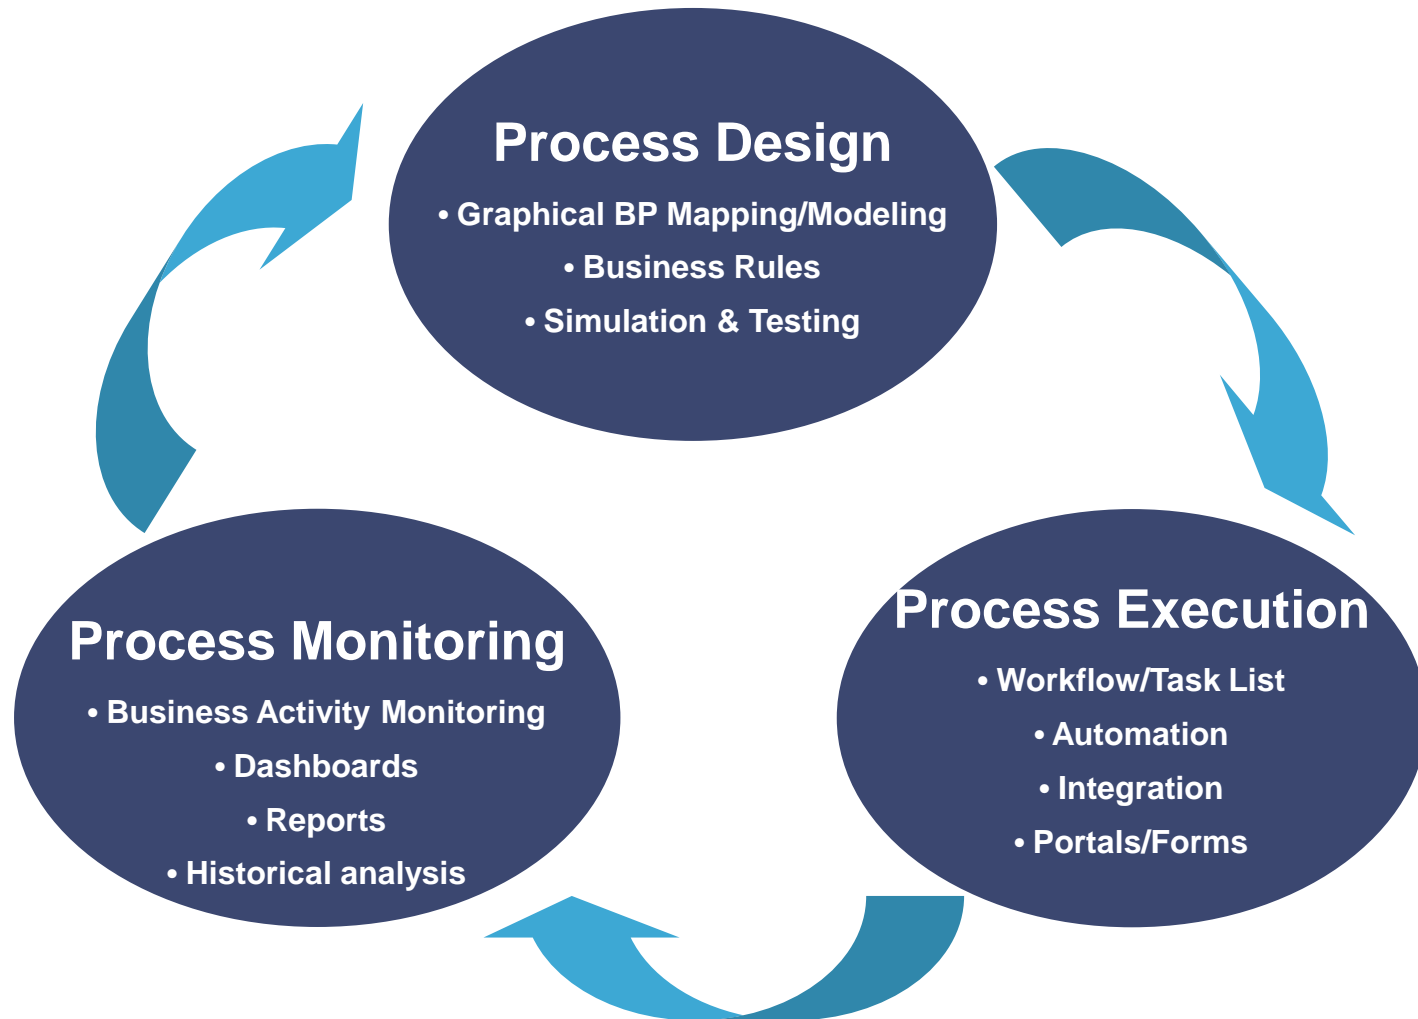 Process Design
• Graphical BP Mapping/Modeling
• Business Rules
• Simulation & Testing
Process Execution
• Workflow/Task List
• Automation
• Integration
• Portals/Forms
Process Monitoring
• Business Activity Monitoring
• Dashboards
• Reports
• Historical analysis